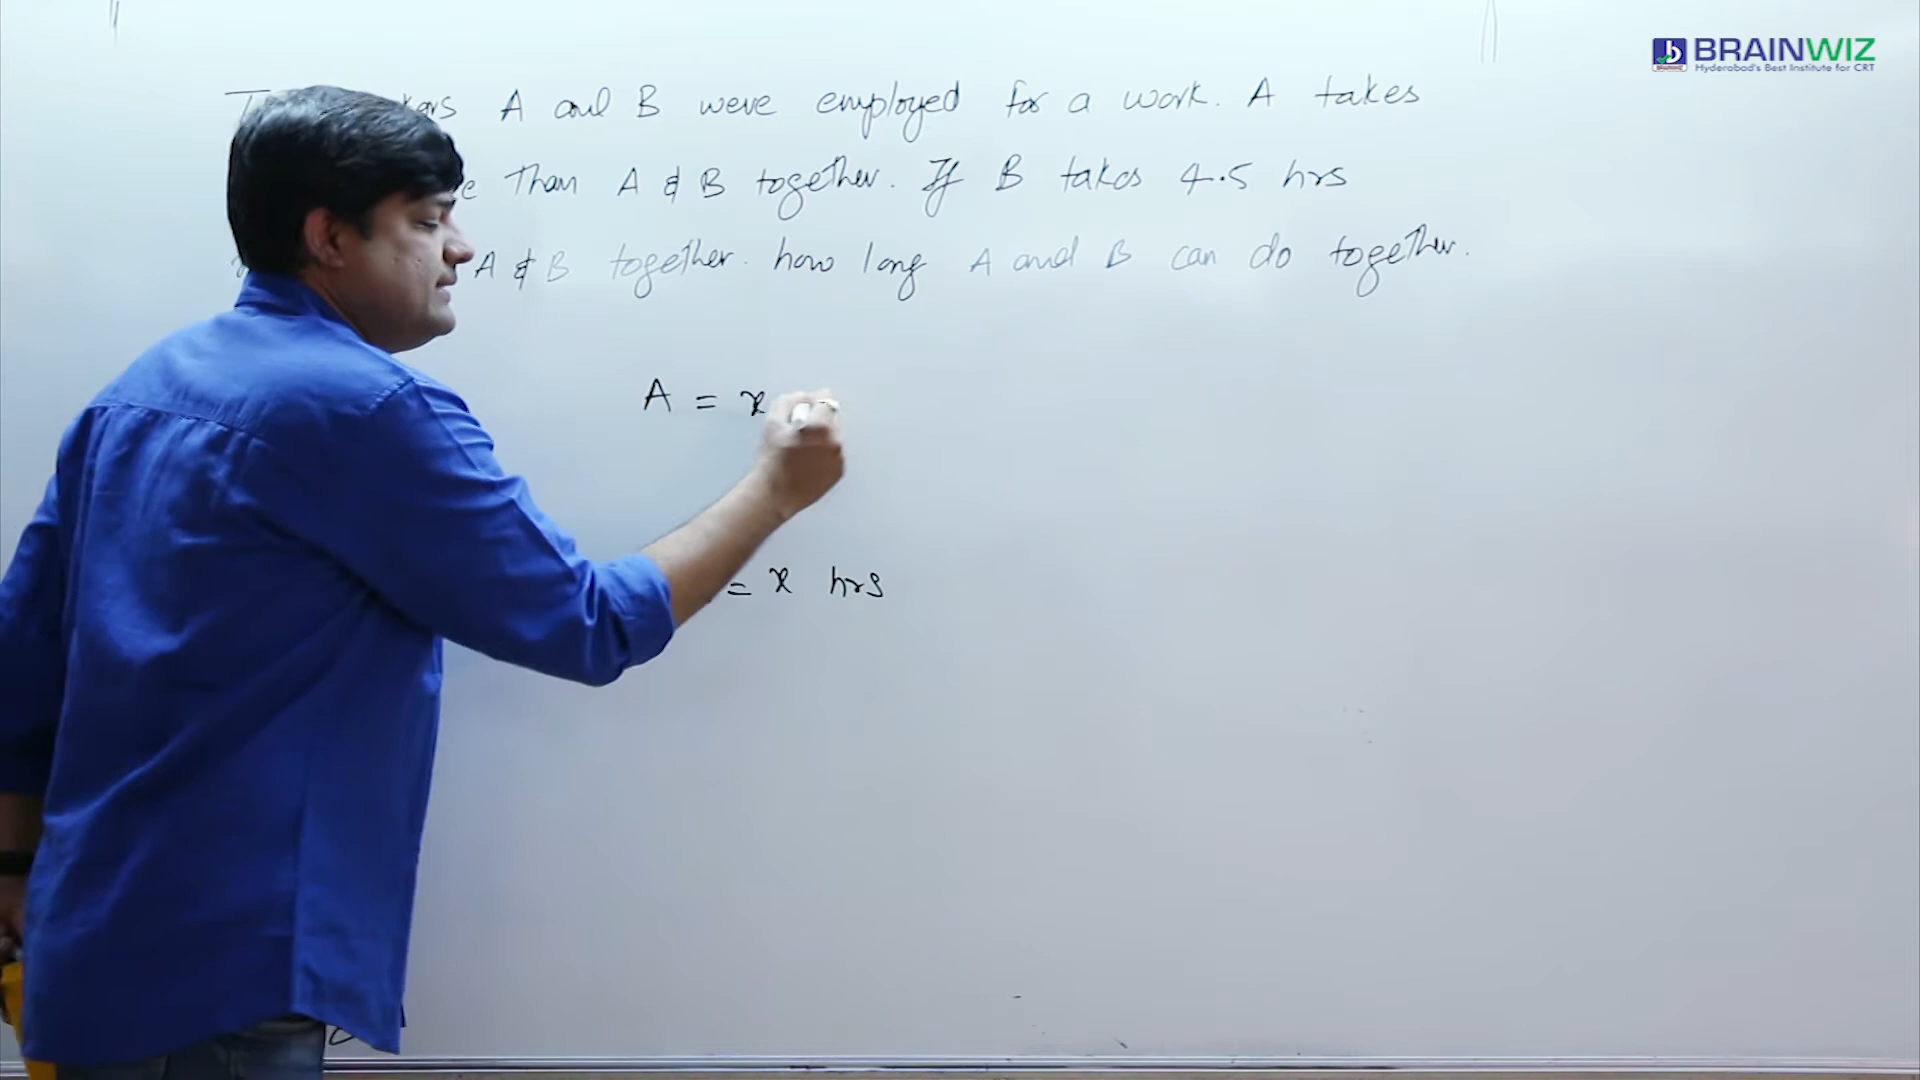 BRAINWIZ
Hyderabad's Best Institute for CRT
A and B were employed for a work. A takes
than A & B together. If B takes 4.5 hrs
A & B together. how long A and B can do together.
A = x
= x hrs